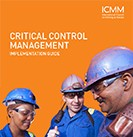 ICMM
CRITICAL CONTROL
MANAGEMENT
IMPLEMENTATION GUIDE